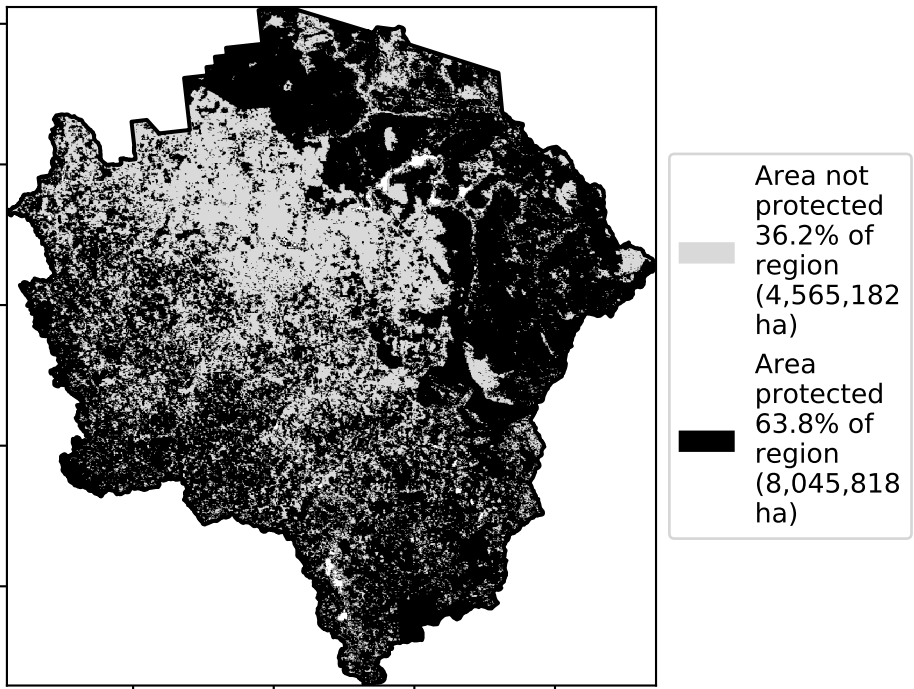 Area not
protected
36.2% of
region
(4,565,182
ha)
Area
protected
63.8% of
region
(8,045,818
ha)